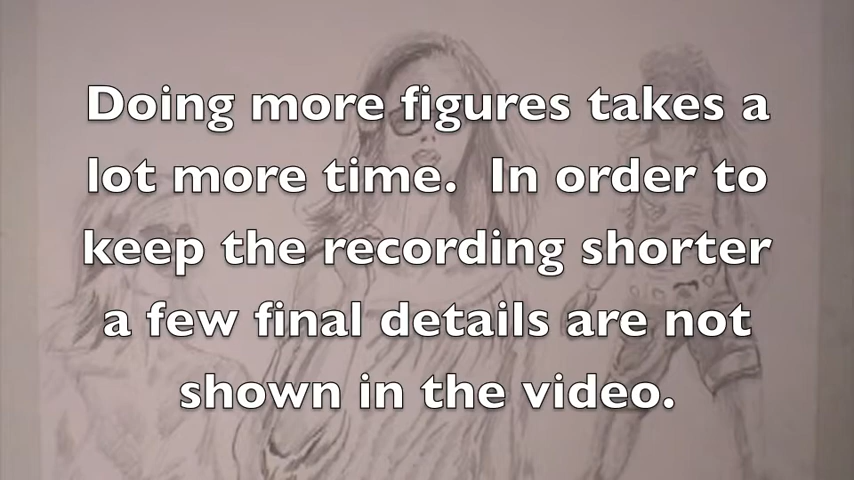 Doing more figures takes a
lot more time.  In order to
keep the recording shorter
a few final details are not
shown in the video.